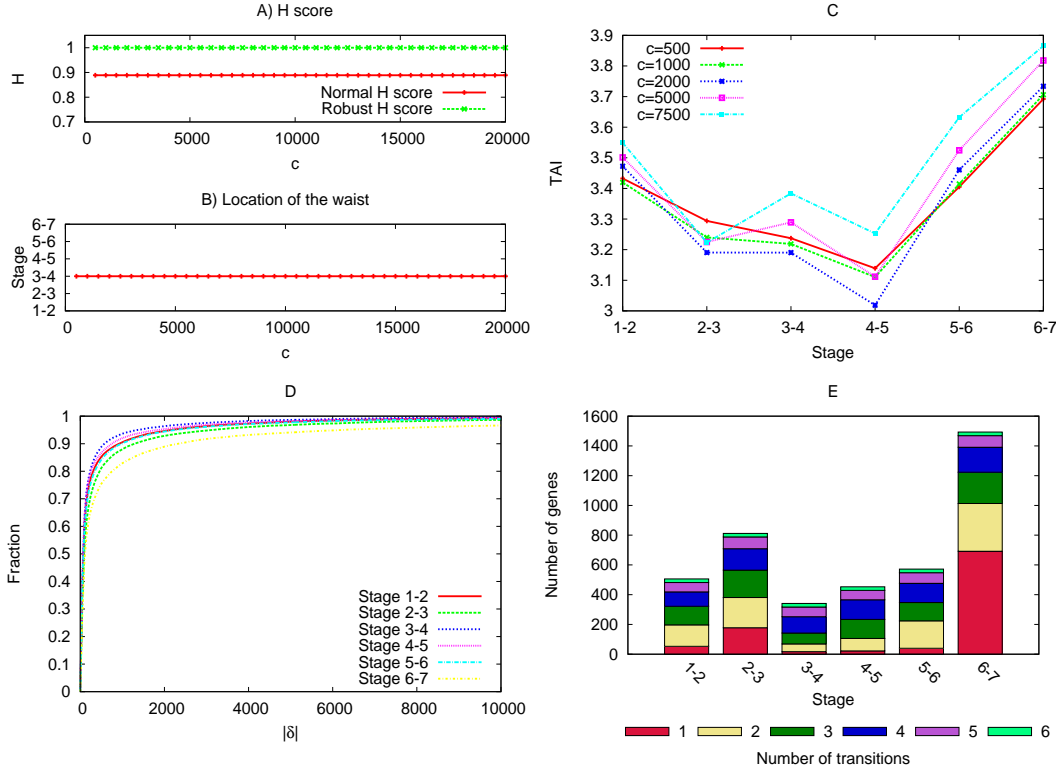 A) H score
H
1
0.9
0.8
0.7
Normal H score
Robust H score
0
5000
10000
15000
20000
c
B) Location of the waist
Stage
6-7
5-6
4-5
3-4
2-3
1-2
0
5000
10000
15000
20000
c
C
TAI
3.9
3.8
3.7
3.6
3.5
3.4
3.3
3.2
3.1
3
c=500
c=1000
c=2000
c=5000
c=7500
1-2
2-3
3-4
4-5
5-6
6-7
Stage
D
Fraction
1
0.9
0.8
0.7
0.6
0.5
0.4
0.3
0.2
0.1
0
Stage 1-2
Stage 2-3
Stage 3-4
Stage 4-5
Stage 5-6
Stage 6-7
0
2000
4000
6000
8000
10000
|δ|
E
Number of genes
1600
1400
1200
1000
800
600
400
200
0
1-2
2-3
3-4
4-5
5-6
6-7
Stage
1
2
3
4
5
6
Number of transitions